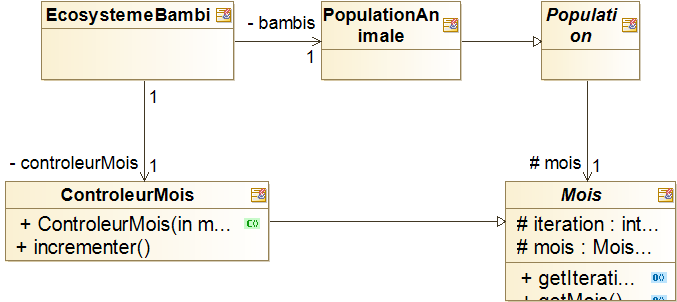 EcosystemeBambi
- bambis
1
PopulationAn
imale
Populati
on
1
- controleurMois
1
# mois
1
ControleurMois
+ ControleurMois(in m...
+ incrementer()
Mois
# iteration : int...
# mois : Mois...
+ getIterati...
+ getMois()